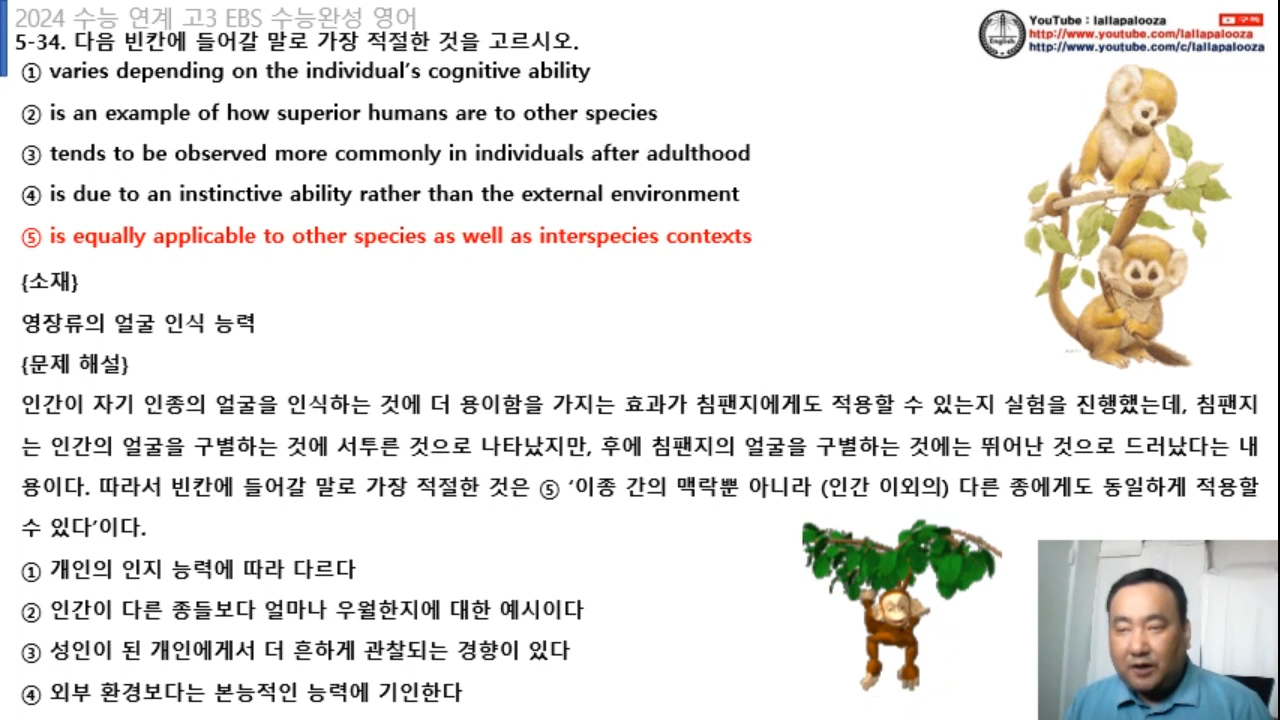 2024 수능 연계 고3 EBS 수능완성 영어
YouTube : lallapalooza
구독
http://www.youtube.com/lallapalooza
http://www.youtube.com/c/lallapalooza
English
5-34. 다음 빈칸에 들어갈 말로 가장 적절한 것을 고르시오.
① varies depending on the individual's cognitive ability
② is an example of how superior humans are to other species
③ tends to be observed more commonly in individuals after adulthood
④ is due to an instinctive ability rather than the external environment
⑤ is equally applicable to other species as well as interspecies contexts
{소재}
영장류의 얼굴 인식 능력
{문제 해설}
인간이 자기 인종의 얼굴을 인식하는 것에 더 용이함을 가지는 효과가 침팬지에게도 적용할 수 있는지 실험을 진행했는데, 침팬지
는 인간의 얼굴을 구별하는 것에 서투른 것으로 나타났지만, 후에 침팬지의 얼굴을 구별하는 것에는 뛰어난 것으로 드러났다는 내
용이다. 따라서 빈칸에 들어갈 말로 가장 적절한 것은 ⑤ ‘이종 간의 맥락뿐 아니라 (인간 이외의) 다른 종에게도 동일하게 적용할
수 있다’이다.
① 개인의 인지 능력에 따라 다르다
② 인간이 다른 종들보다 얼마나 우월한지에 대한 예시이다
③ 성인이 된 개인에게서 더 흔하게 관찰되는 경향이 있다
④ 외부 환경보다는 본능적인 능력에 기인한다